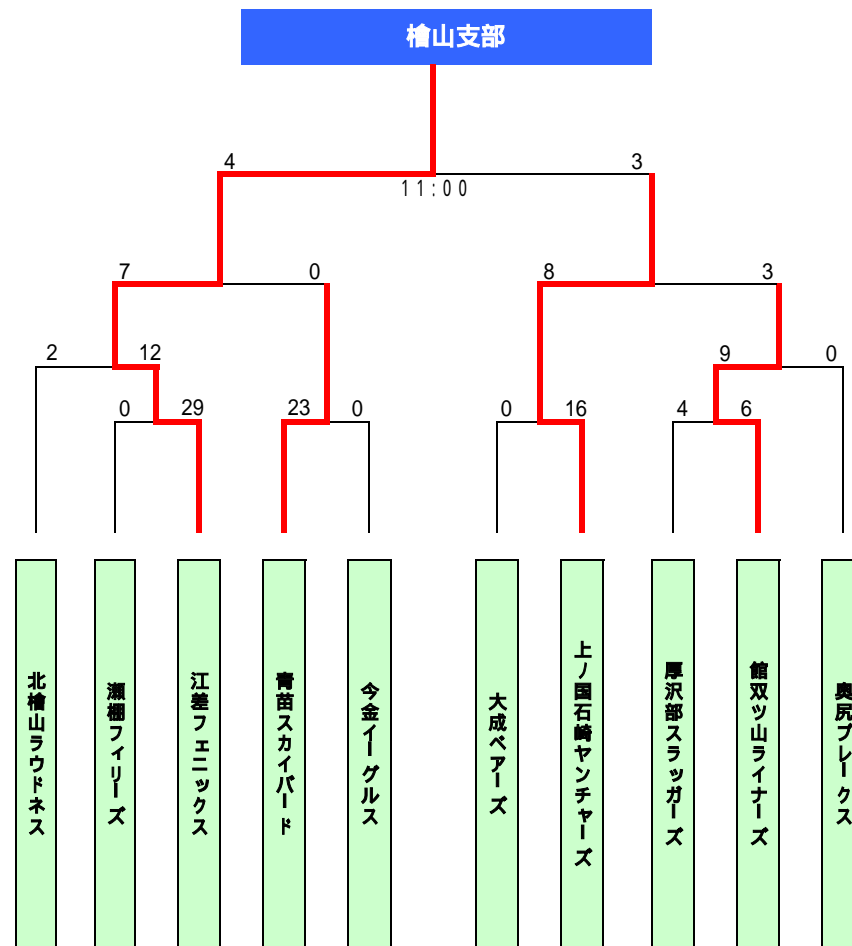 檜山支部
4
3
11:00
7
0
8
3
2
12
9
0
0
29
23
0
0
16
4
6
北檜山ラウドネス
瀬棚フィリーズ
江差フェニックス
青苗スカイバード
今金イーグルス
大成ベアーズ
上ノ国石崎ヤンチャーズ
厚沢部スラッガーズ
館双ツ山ライナーズ
奥尻ブレークス